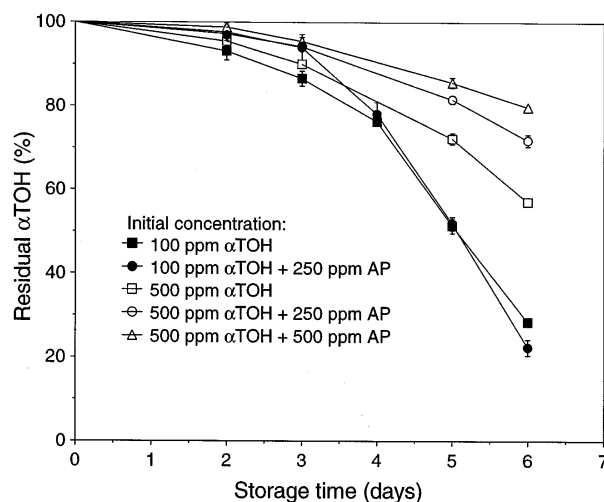 Residual αTOH (%)
100
80
60
40
20
0
Initial concentration:
100 ppm αTOH
100 ppm αTOH + 250 ppm AP
500 ppm αTOH
500 ppm αTOH + 250 ppm AP
500 ppm αTOH + 500 ppm AP
0 1 2 3 4 5 6 7
Storage time (days)